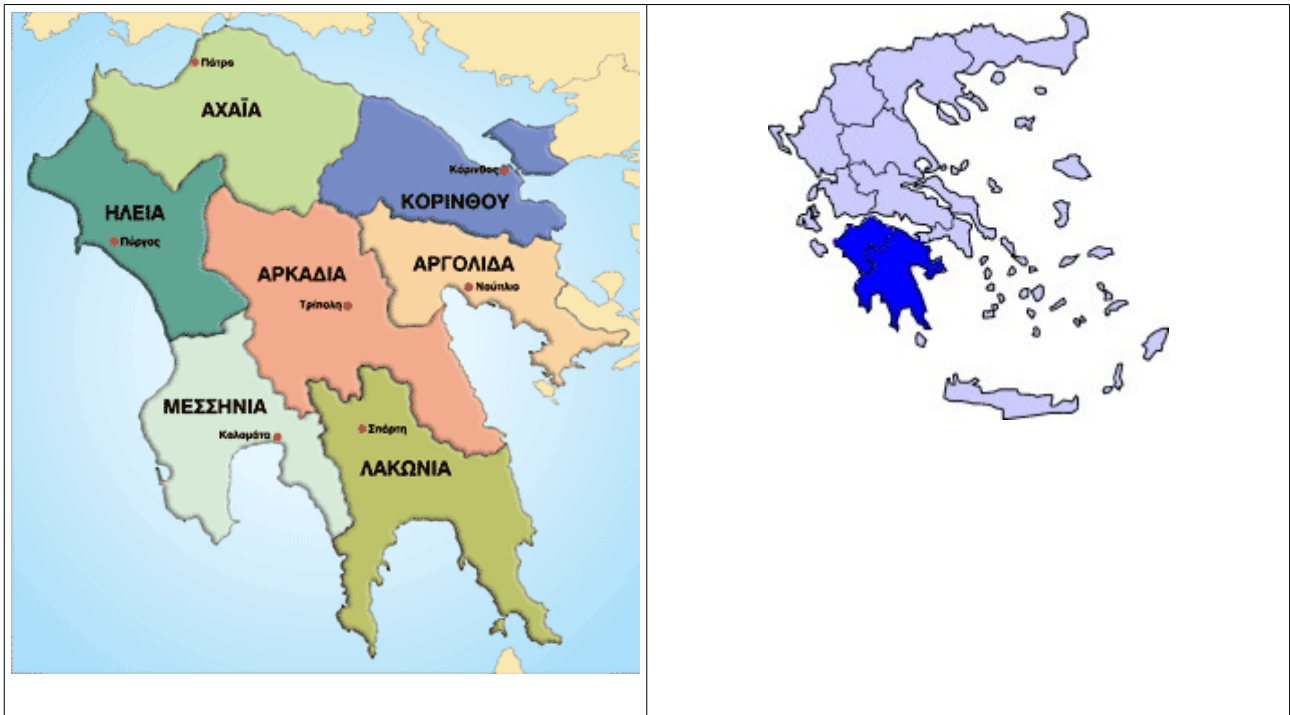 Πάτρα
ΑΧΑΪΑ
Κόρινθος
ΚΟΡΙΝΘΟΥ
ΗΛΕΙΑ
Πύργος
ΑΡΚΑΔΙΑ
ΑΡΓΟΛΙΔΑ
Ναύπλιο
Τρίπολη
ΜΕΣΣΗΝΙΑ
Καλαμάτα
Σπάρτη
ΛΑΚΩΝΙΑ